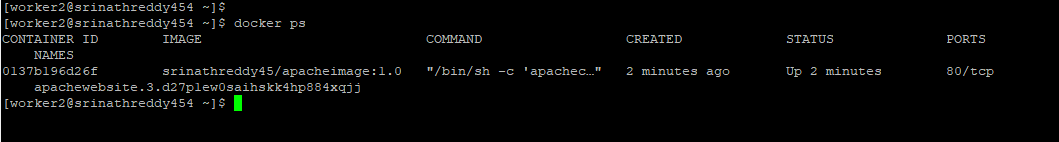 [worker2@srinathreddy454 ~]$
[worker2@srinathreddy454 ~]$ docker ps
CONTAINER ID        IMAGE                              COMMAND                   CREATED              STATUS               PORTS
    NAMES
0137b196d26f        srinathreddy45/apacheimage:1.0     "/bin/sh -c 'apachec…"    2 minutes ago        Up 2 minutes         80/tcp
    apachewebsite.3.d27plew0saihskk4hp884xqjj
[worker2@srinathreddy454 ~]$